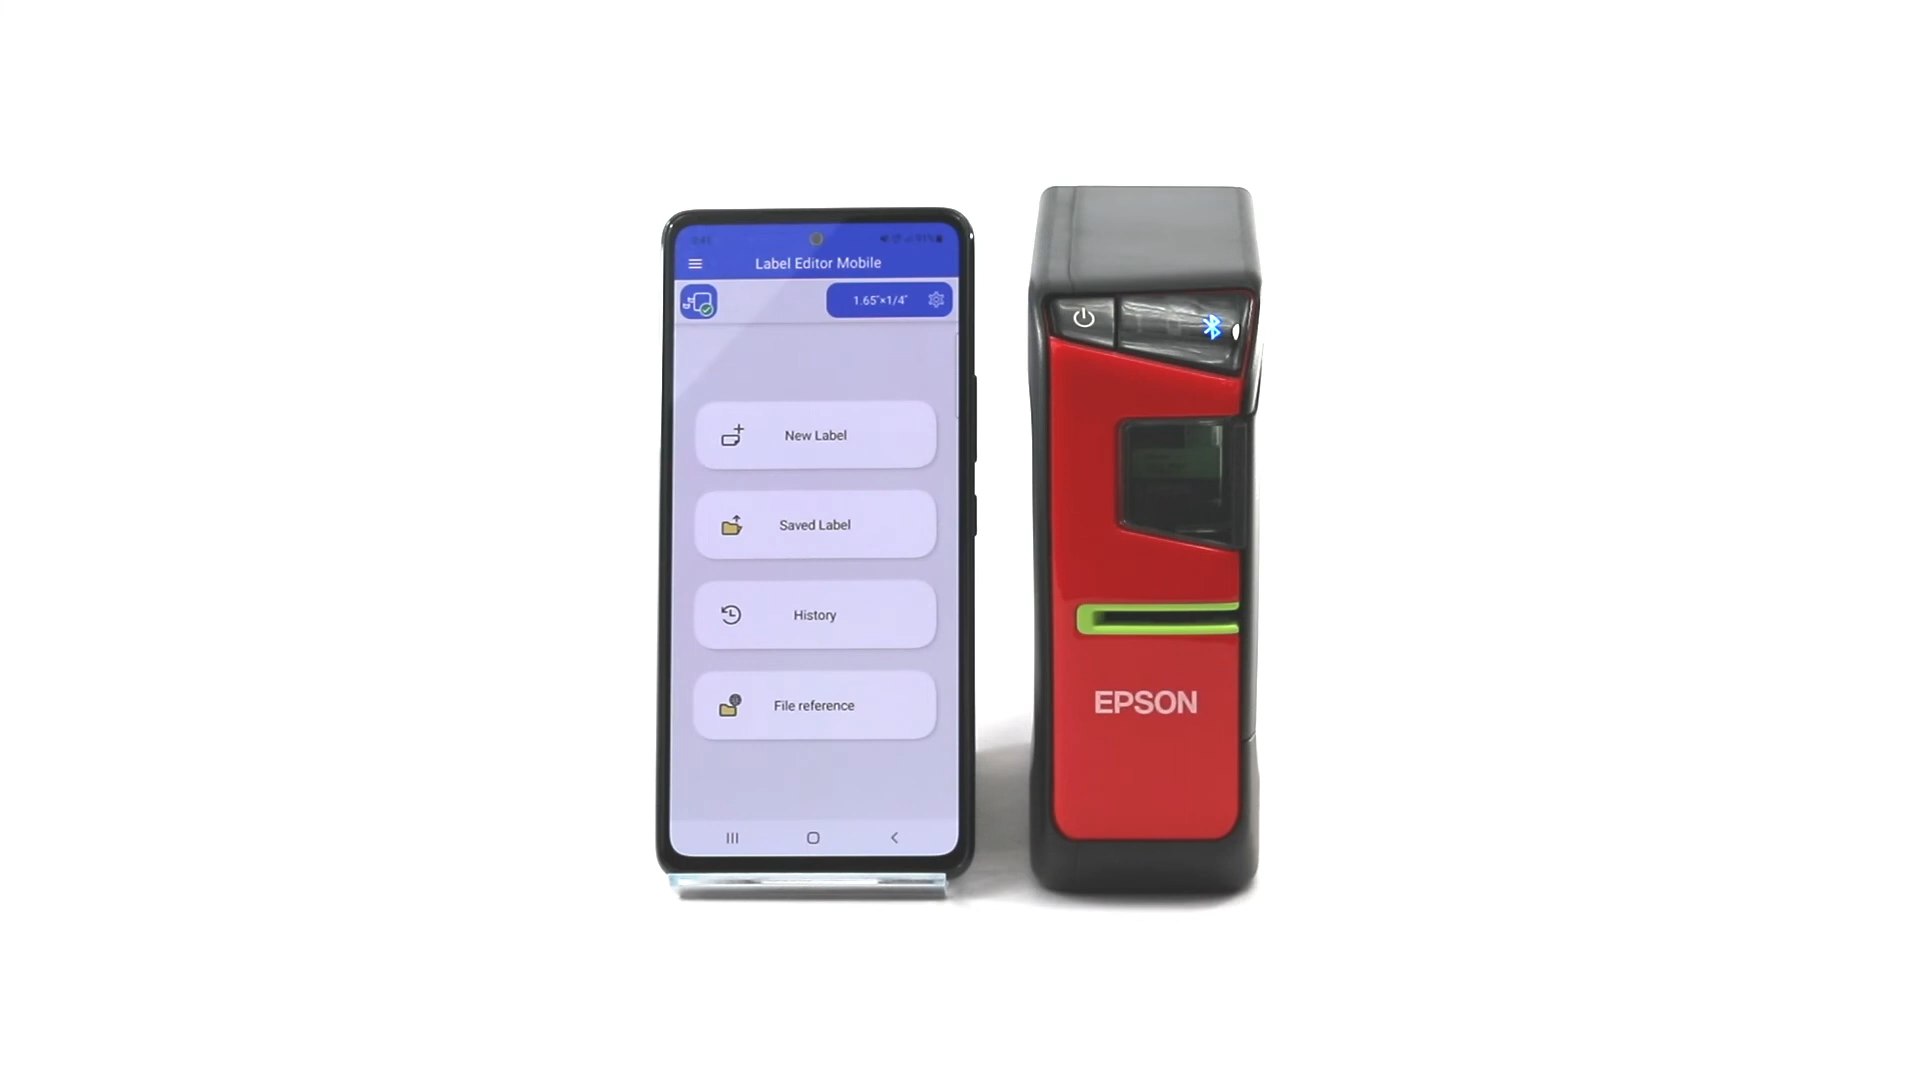 Label Editor Mobile
1.65"×1/4"
New Label
Saved Label
History
File reference
EPSON